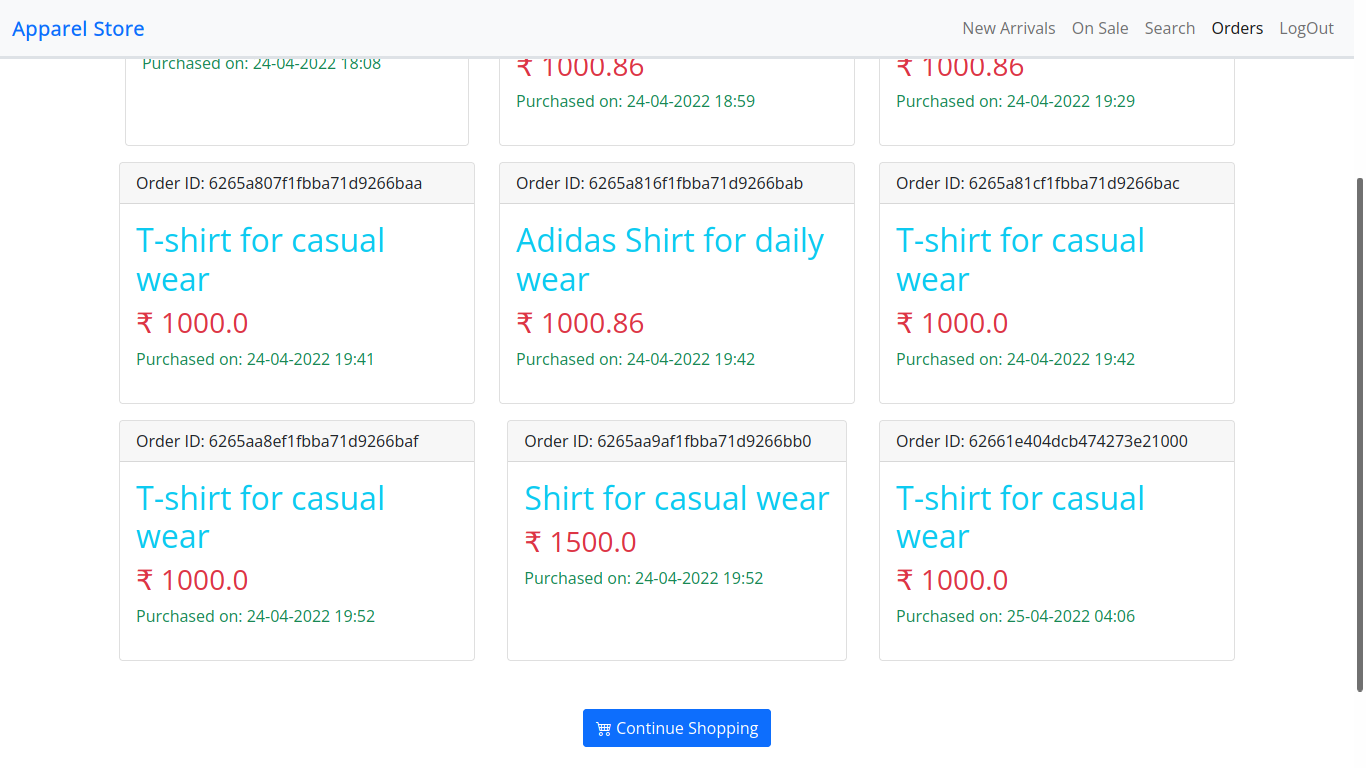 Apparel Store
New Arrivals On Sale Search Orders LogOut
Purchased on: 24-04-2022 18:08
₹ 1000.86
Purchased on: 24-04-2022 18:59
₹ 1000.86
Purchased on: 24-04-2022 19:29
Order ID: 6265a807f1fbba71d9266baa
T-shirt for casual
wear
₹ 1000.0
Purchased on: 24-04-2022 19:41
Order ID: 6265a816f1fbba71d9266bab
Adidas Shirt for daily
wear
₹ 1000.86
Purchased on: 24-04-2022 19:42
Order ID: 6265a81cf1fbba71d9266bac
T-shirt for casual
wear
₹ 1000.0
Purchased on: 24-04-2022 19:42
Order ID: 6265aa8ef1fbba71d9266baf
T-shirt for casual
wear
₹ 1000.0
Purchased on: 24-04-2022 19:52
Order ID: 6265aa9af1fbba71d9266bb0
Shirt for casual wear
₹ 1500.0
Purchased on: 24-04-2022 19:52
Order ID: 62661e404dcb474273e21000
T-shirt for casual
wear
₹ 1000.0
Purchased on: 25-04-2022 04:06
Continue Shopping